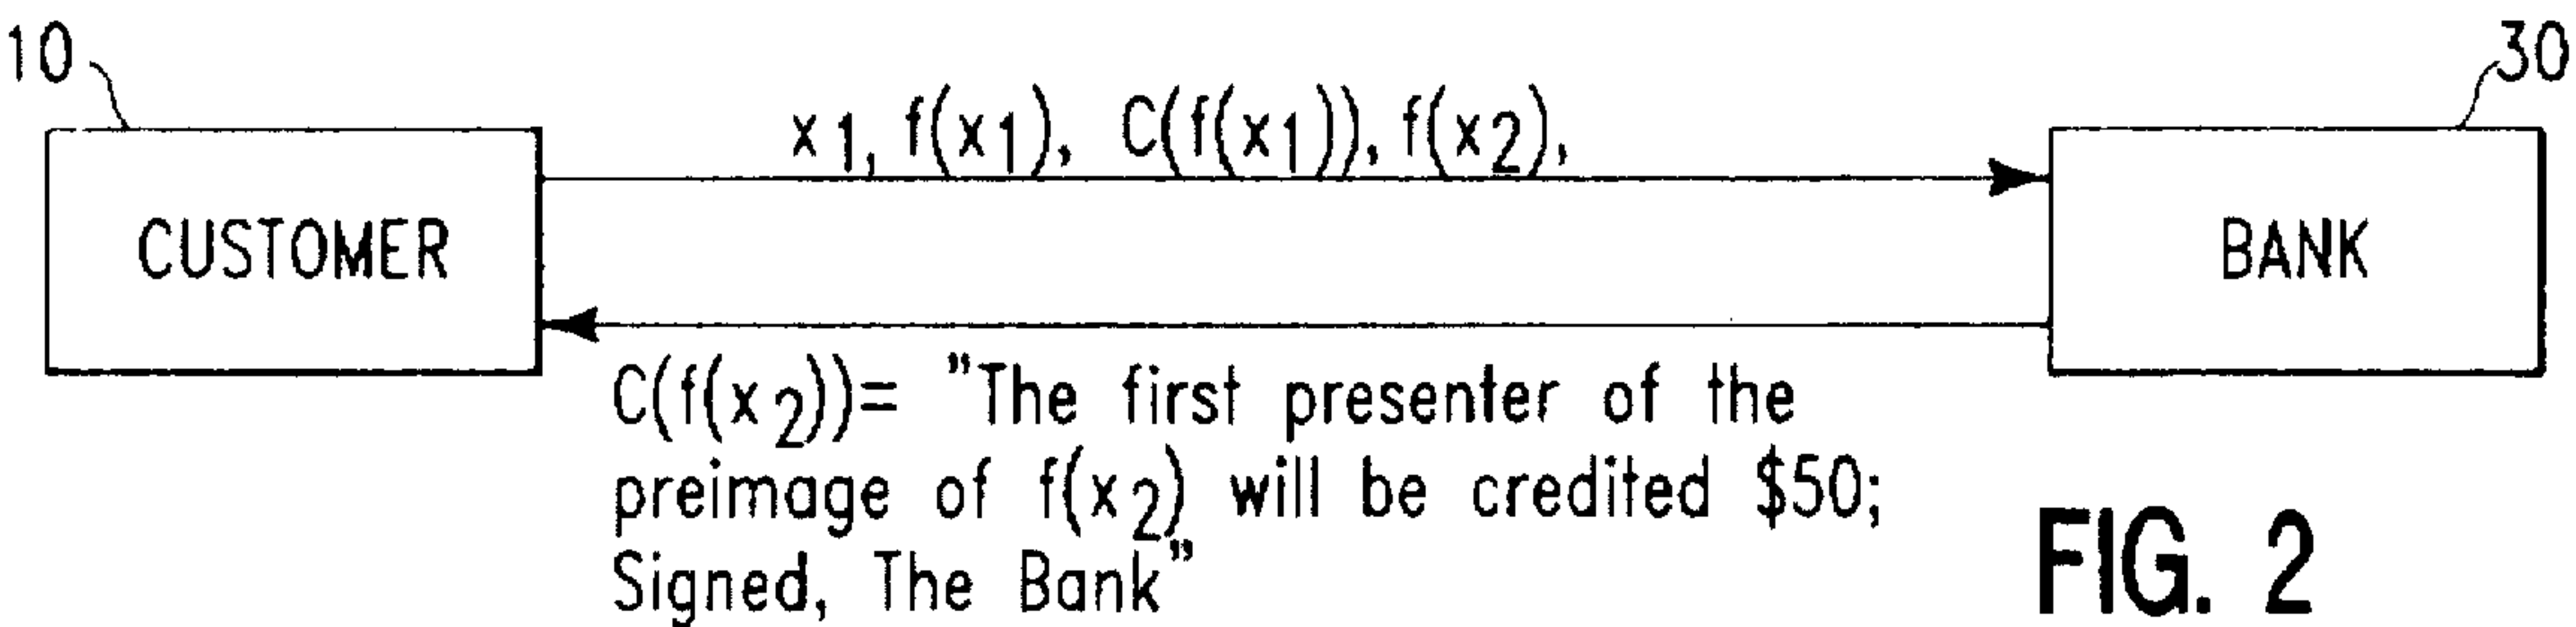 10
30
x1, f(x1), C(f(x1)), f(x2),
CUSTOMER
BANK
C(f(x2))= "The first presenter of the
preimage of f(x2) will be credited $50;
Signed, The Bank"
FIG. 2